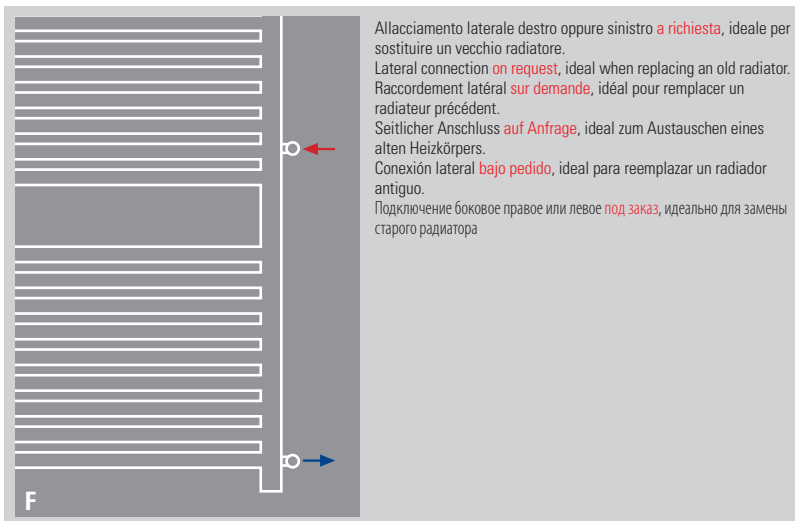 Allacciamento laterale destro oppure sinistro a richiesta, ideale per
sostituire un vecchio radiatore.
Lateral connection on request, ideal when replacing an old radiator.
Raccordement latéral sur demande, idéal pour remplacer un
radiateur précédent.
Seitlicher Anschluss auf Anfrage, ideal zum Austauschen eines
alten Heizkörpers.
Conexión lateral bajo pedido, ideal para reemplazar un radiador
antiguo.
Подключение боковое правое или левое под заказ, идеально для замены
старого радиатора
F